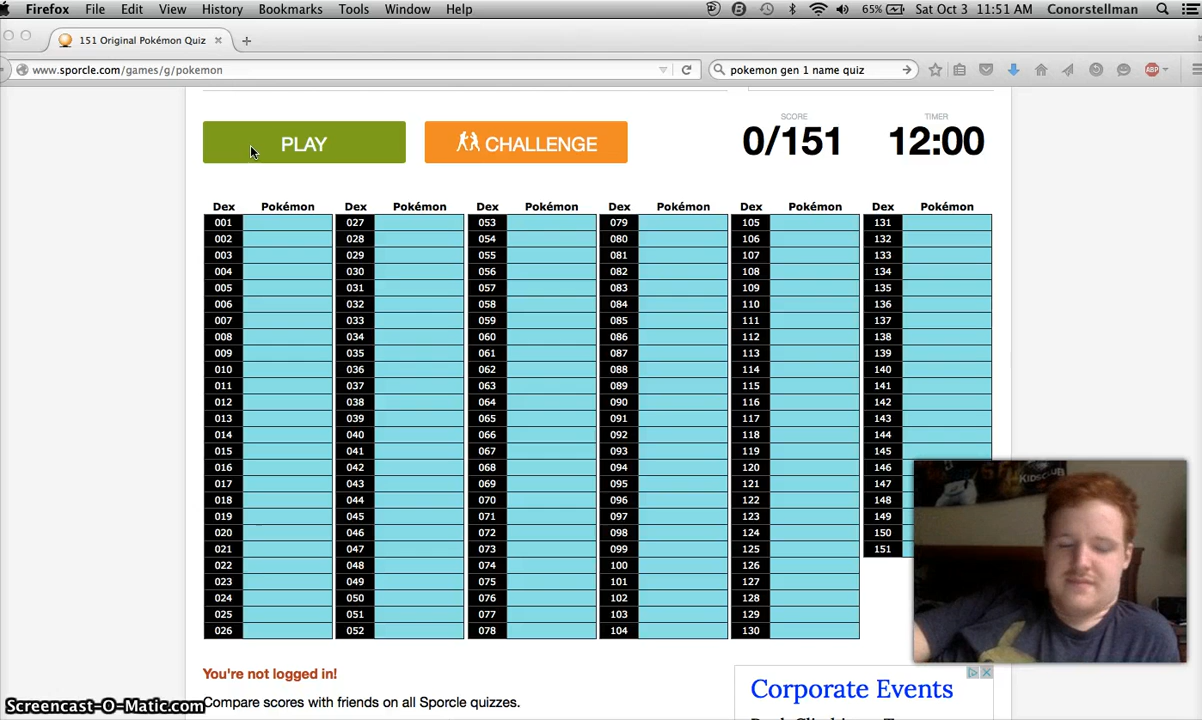 Firefox File Edit View History Bookmarks Tools Window Help 65% Sat Oct 3 11:51 AM Conorstellman
151 Original Pokémon Quiz
www.sporcle.com/games/g/pokemon pokemon gen 1 name quiz ABP
PLAY CHALLENGE SCORE 0/151 TIMER 12:00
Dex Pokémon Dex Pokémon Dex Pokémon Dex Pokémon Dex Pokémon Dex Pokémon
001 027 053 079 105 131
002 028 054 080 106 132
003 029 055 081 107 133
004 030 056 082 108 134
005 031 057 083 109 135
006 032 058 084 110 136
007 033 059 085 111 137
008 034 060 086 112 138
009 035 061 087 113 139
010 036 062 088 114 140
011 037 063 089 115 141
012 038 064 090 116 142
013 039 065 091 117 143
014 040 066 092 118 144
015 041 067 093 119 145
016 042 068 094 120 146
017 043 069 095 121 147
018 044 070 096 122 148
019 045 071 097 123 149
020 046 072 098 124 150
021 047 073 099 125 151
022 048 074 100 126
023 049 075 101 127
024 050 076 102 128
025 051 077 103 129
026 052 078 104 130
KIDSCLUB
You're not logged in!
Compare scores with friends on all Sporcle quizzes.
Corporate Events
Screencast-O-Matic.com